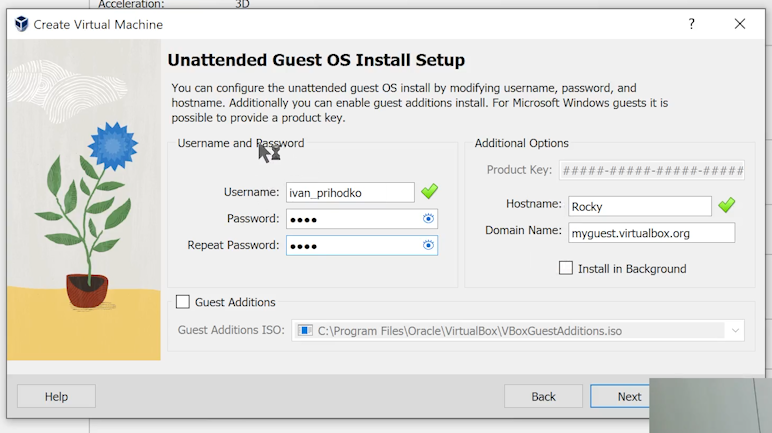 Acceleration: 3D
Create Virtual Machine
?
Unattended Guest OS Install Setup
You can configure the unattended guest OS install by modifying username, password, and
hostname. Additionally you can enable guest additions install. For Microsoft Windows guests it is
possible to provide a product key.
Username and Password
Username: ivan_prihodko
Password: ●●●●
Repeat Password: ●●●●
Additional Options
Product Key: #####-#####-#####-#####
Hostname: Rocky
Domain Name: myguest.virtualbox.org
Install in Background
Guest Additions
Guest Additions ISO: C:\Program Files\Oracle\VirtualBox\VBoxGuestAdditions.iso
Help
Back
Next